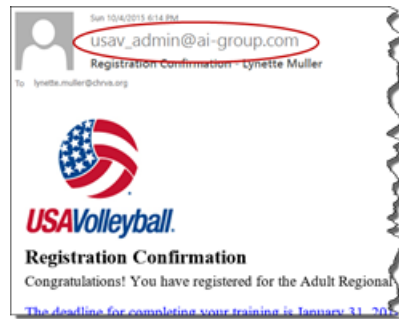 Sun 10/4/2015 6:14 PM
usav_admin@ai-group.com
Registration Confirmation - Lynette Muller
To lynette.muller@chrva.org
USAVolleyball.
Registration Confirmation
Congratulations! You have registered for the Adult Regional
The deadline for completing your training is January 31, 201